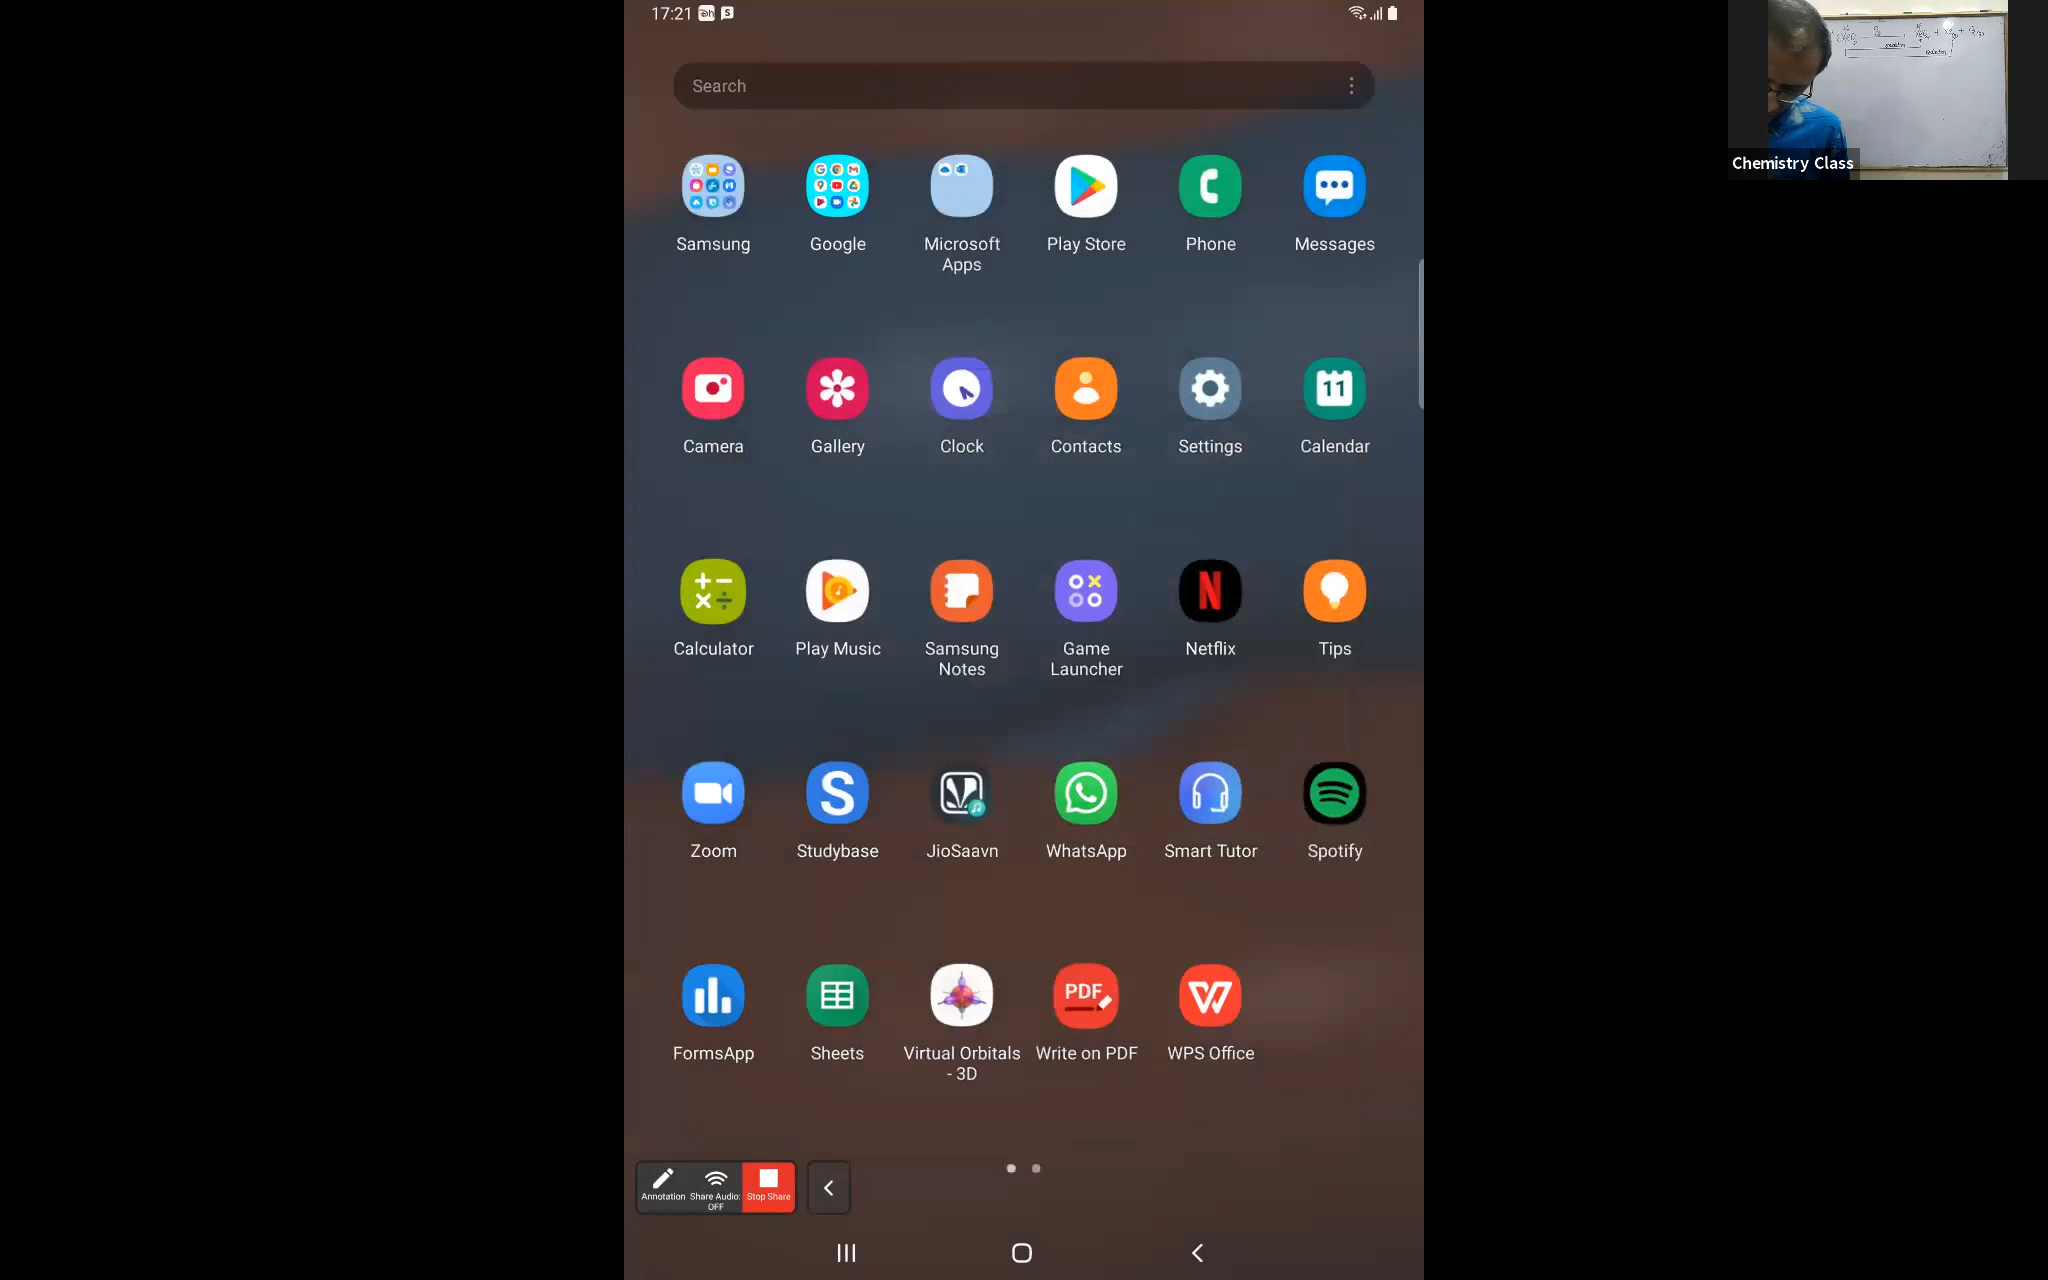 17:21
Search
Samsung Google Microsoft Apps Play Store Phone Messages
Camera Gallery Clock Contacts Settings 11 Calendar
Calculator Play Music Samsung Notes Game Launcher N Netflix Tips
Zoom S Studybase JioSaavn WhatsApp Smart Tutor Spotify
FormsApp Sheets Virtual Orbitals - 3D PDF Write on PDF W WPS Office
Annotation Share Audio: OFF Stop Share
Chemistry Class